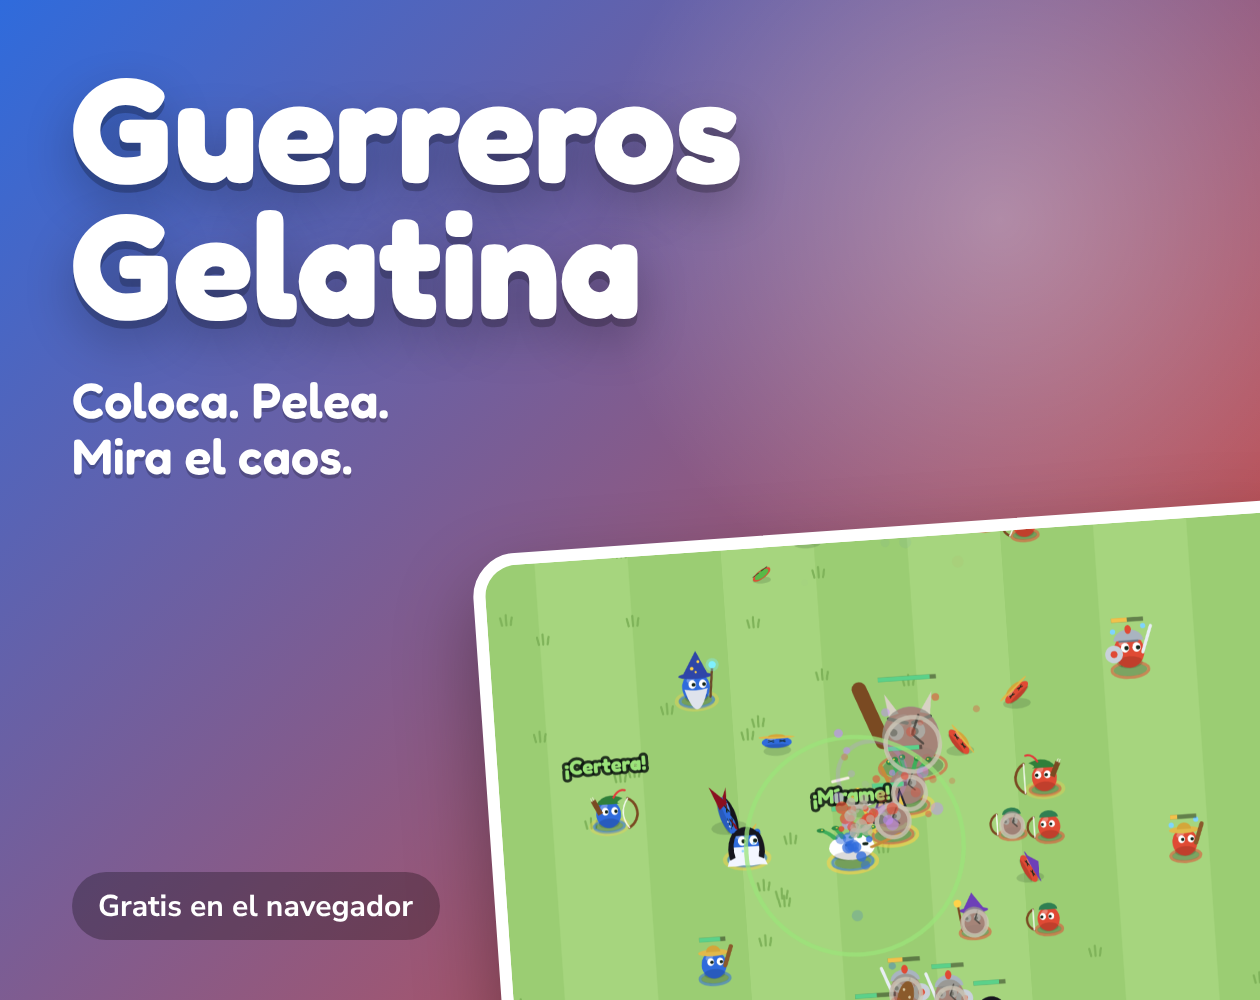 Guerreros
Gelatina
Coloca. Pelea.
Mira el caos.
¡Certera!
¡Mírame!
Gratis en el navegador